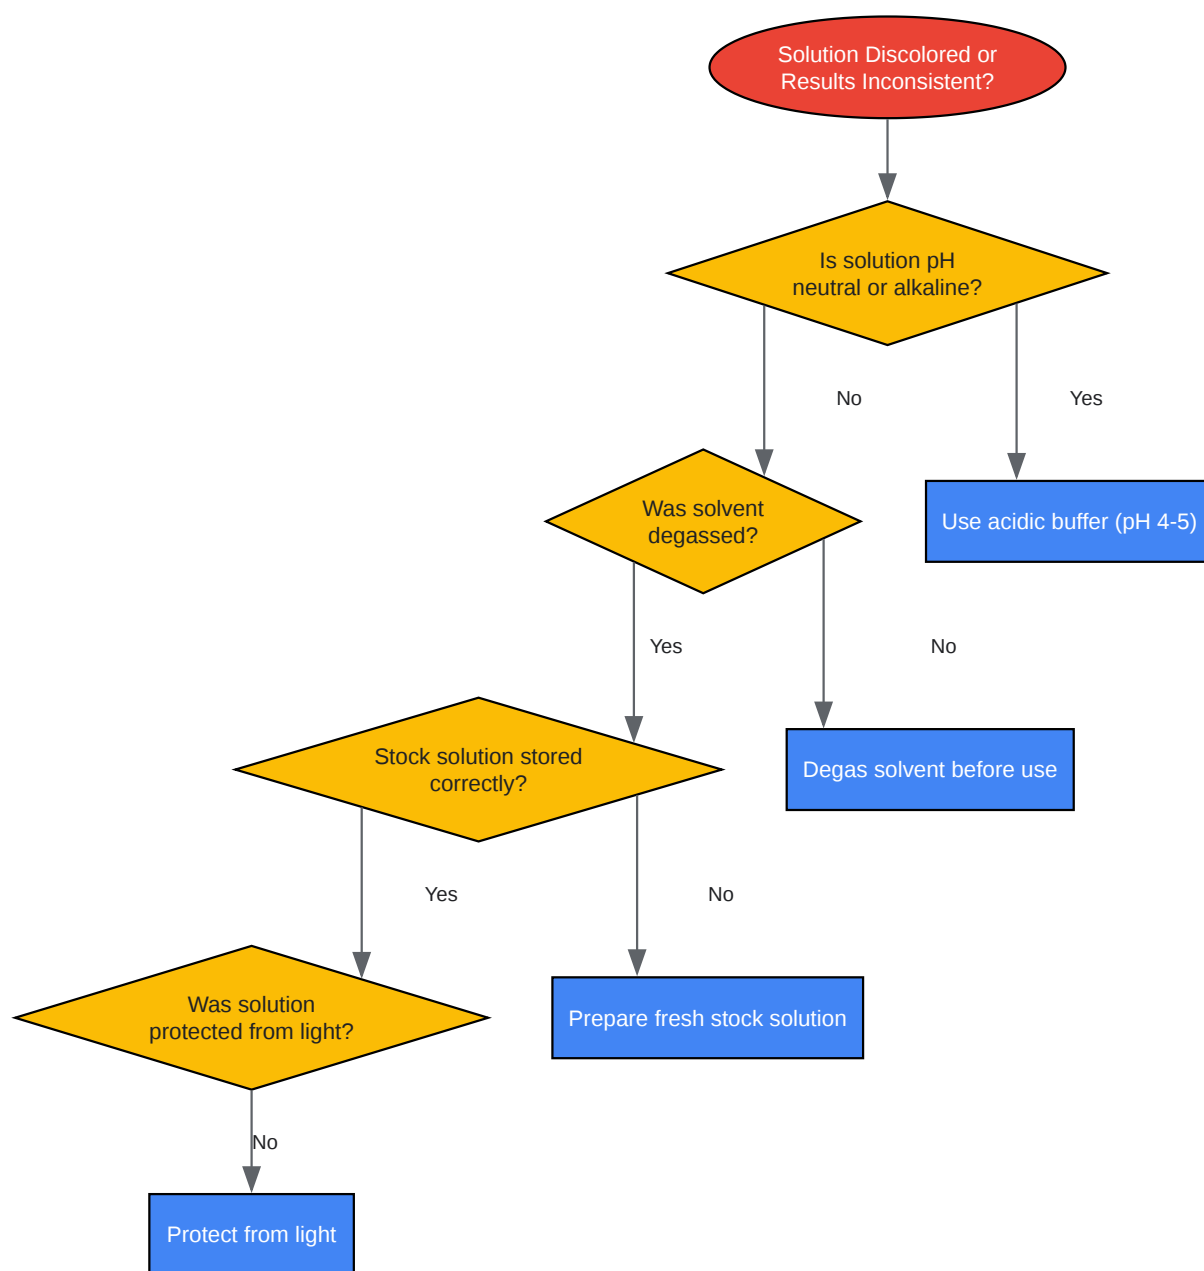 Solution Discolored or
Results Inconsistent?
Is solution pH
neutral or alkaline?
No
Yes
Was solvent
degassed?
Use acidic buffer (pH 4-5)
Yes
No
Stock solution stored
correctly?
Degas solvent before use
Yes
No
Was solution
protected from light?
Prepare fresh stock solution
No
Protect from light